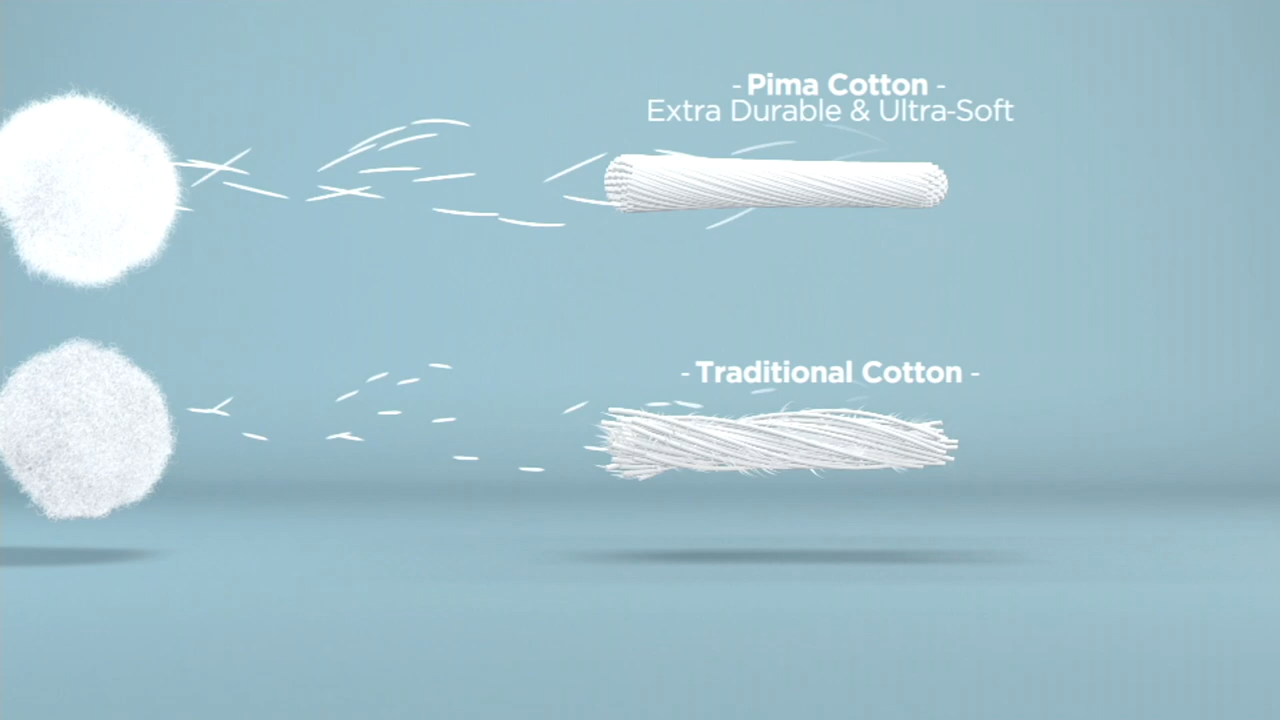 - Pima Cotton -
Extra Durable & Ultra-Soft
- Traditional Cotton -